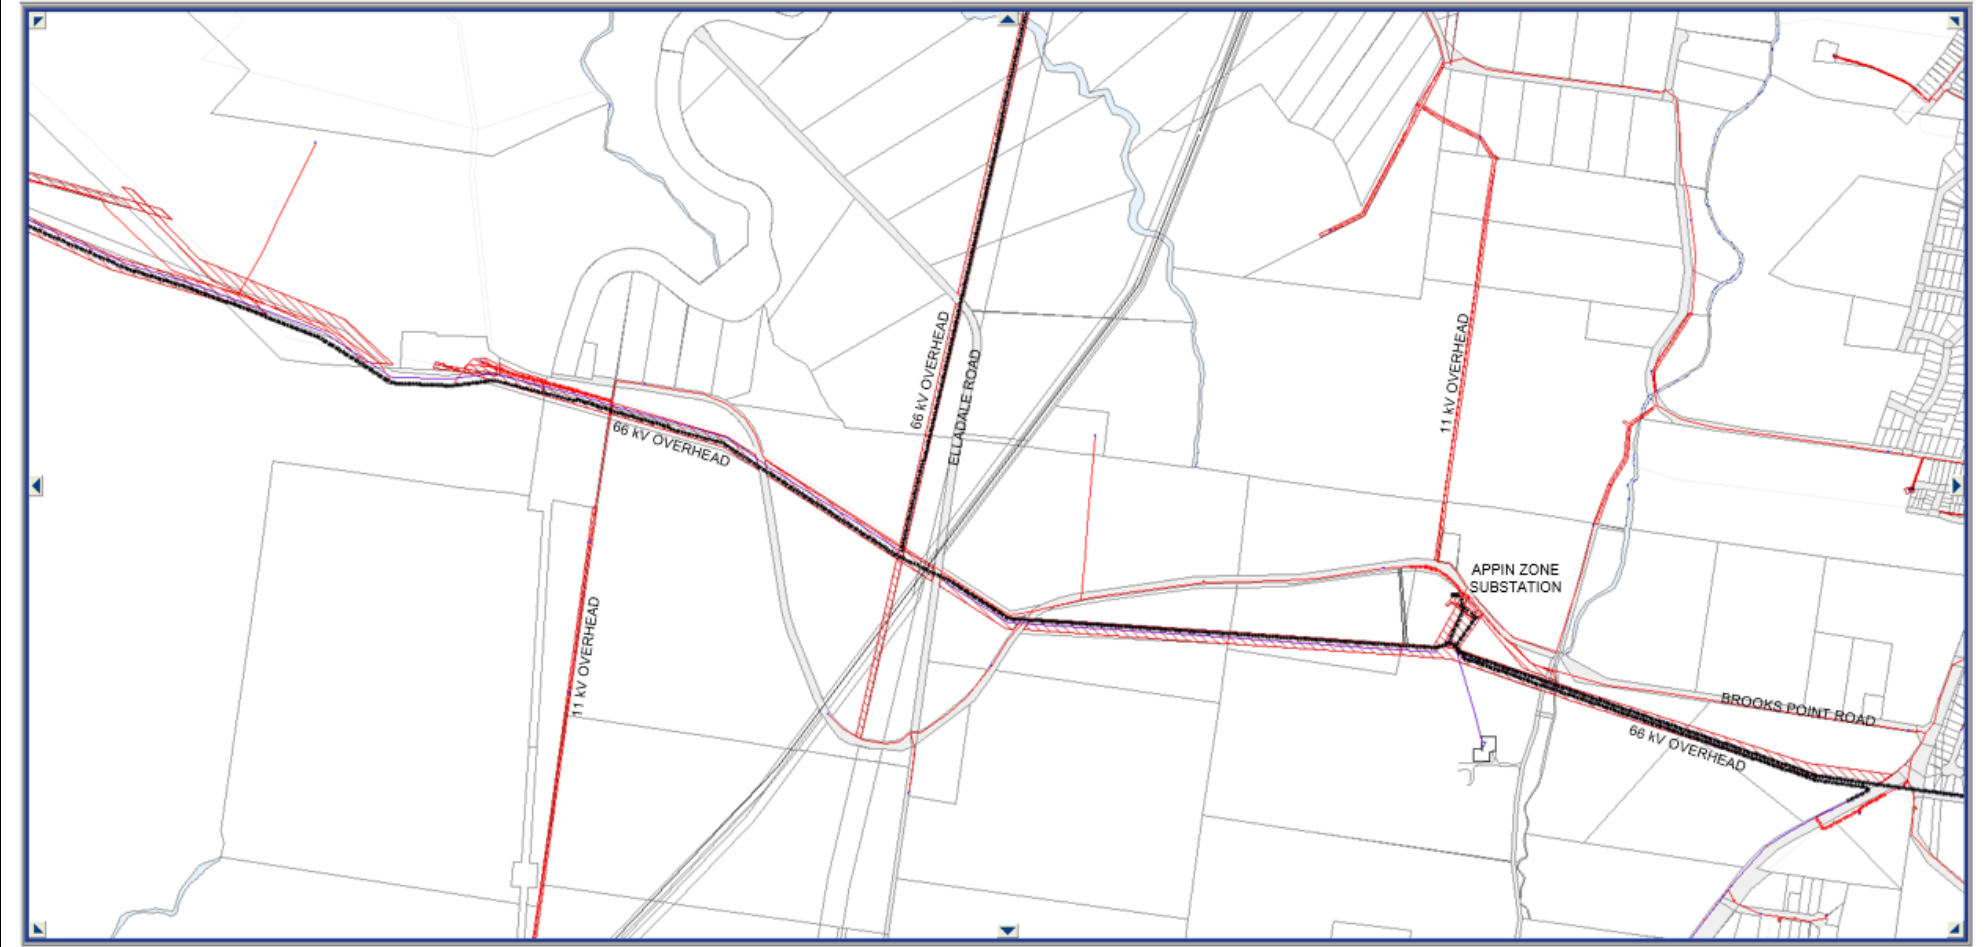 66 kV OVERHEAD
ELLADALE ROAD
11 kV OVERHEAD
66 kV OVERHEAD
APPIN ZONE
SUBSTATION
11 kV OVERHEAD
BROOKS POINT ROAD
66 kV OVERHEAD